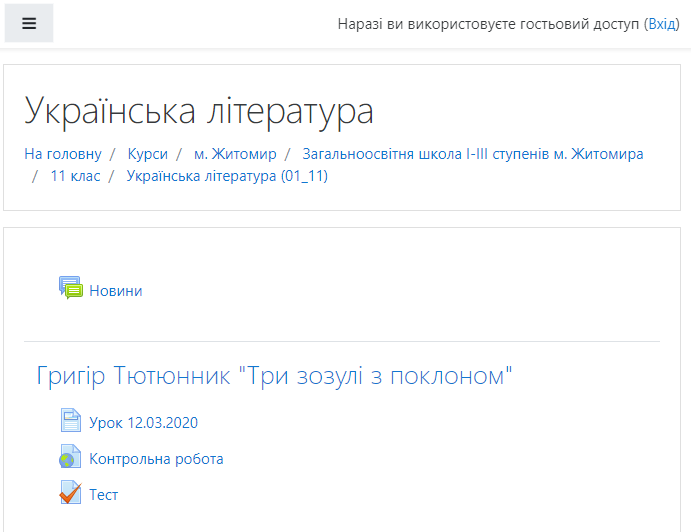 Наразі ви використовуєте гостьовий доступ (Вхід)
Українська література
На головну / Курси / м. Житомир / Загальноосвітня школа І-ІІІ ступенів м. Житомира
/ 11 клас / Українська література (01_11)
Новини
Григір Тютюнник "Три зозулі з поклоном"
Урок 12.03.2020
Контрольна робота
Тест